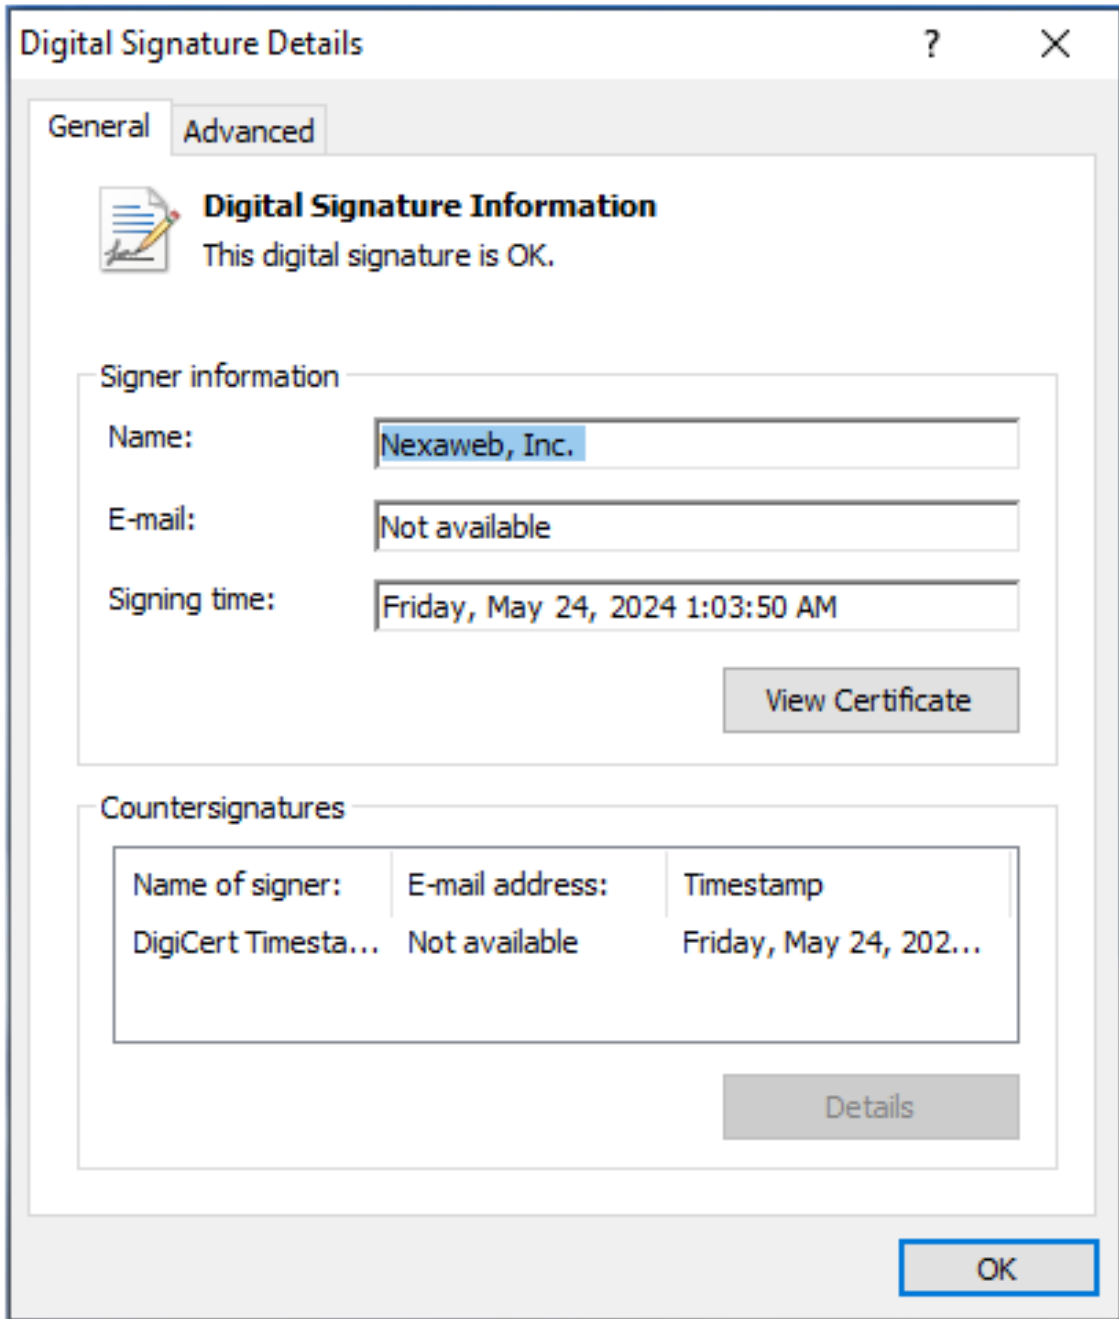 Digital Signature Details ?
General Advanced
Digital Signature Information
This digital signature is OK.
Signer information
Name: Nexaweb, Inc.
E-mail: Not available
Signing time: Friday, May 24, 2024 1:03:50 AM
View Certificate
Countersignatures
Name of signer: E-mail address: Timestamp
DigiCert Timesta... Not available Friday, May 24, 202...
Details
OK